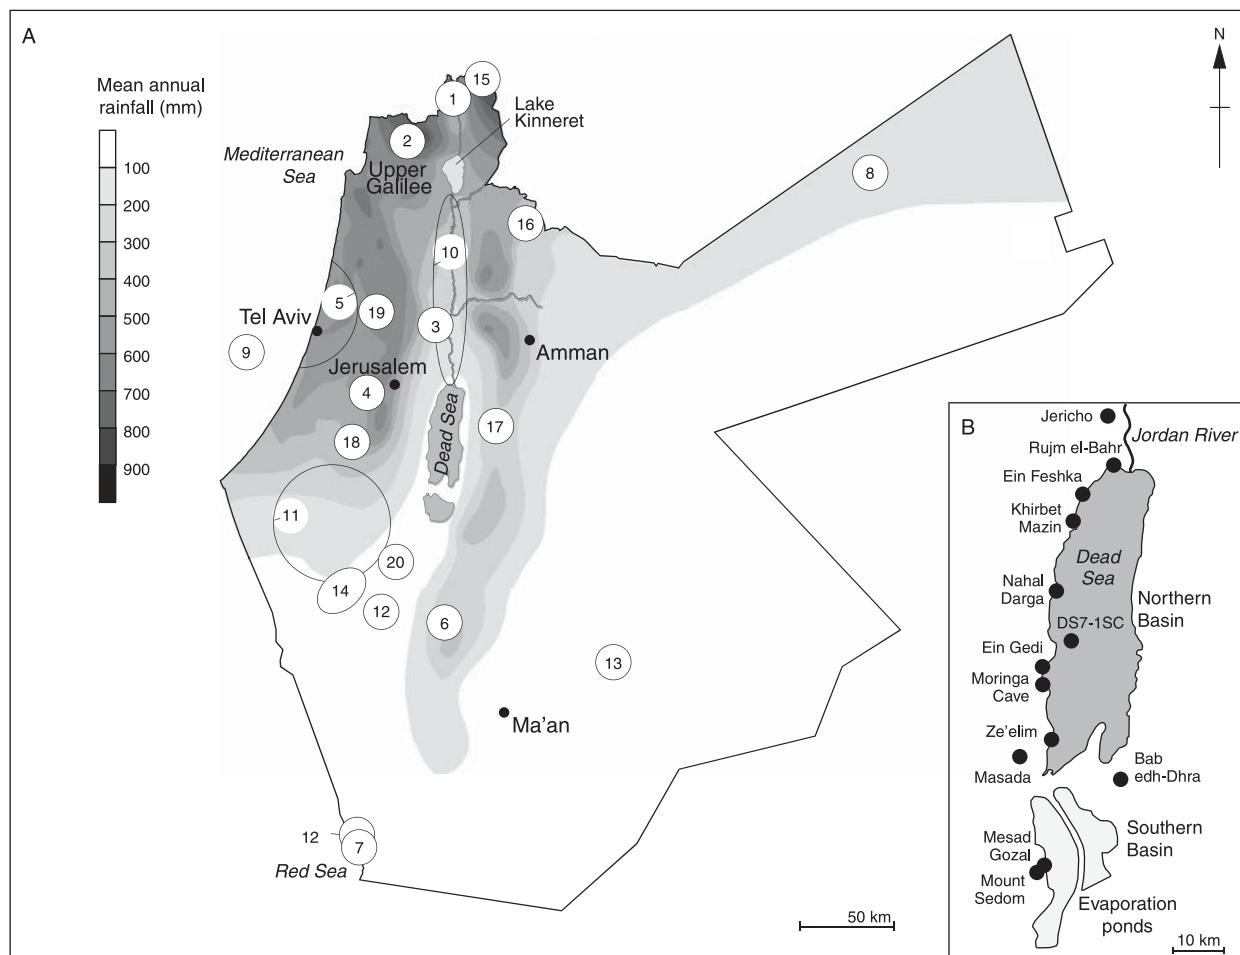 A
N
Mean annual
rainfall (mm)
100
200
300
400
500
600
700
800
900
15
1
Lake
Kinneret
2
Mediterranean
Sea
Upper
Galilee
8
16
10
5
19
Tel Aviv
3
9
Amman
Jerusalem
4
Dead Sea
17
18
11
20
14
12
6
13
Ma'an
12
7
Red Sea
50 km
B
Jericho
Jordan River
Rujm el-Bahr
Ein Feshka
Khirbet
Mazin
Dead
Sea
Nahal
Darga
Northern
Basin
DS7-1SC
Ein Gedi
Moringa
Cave
Ze'elim
Masada
Bab
edh-Dhra
Mesad
Gozal
Southern
Basin
Mount
Sedom
Evaporation
ponds
10 km